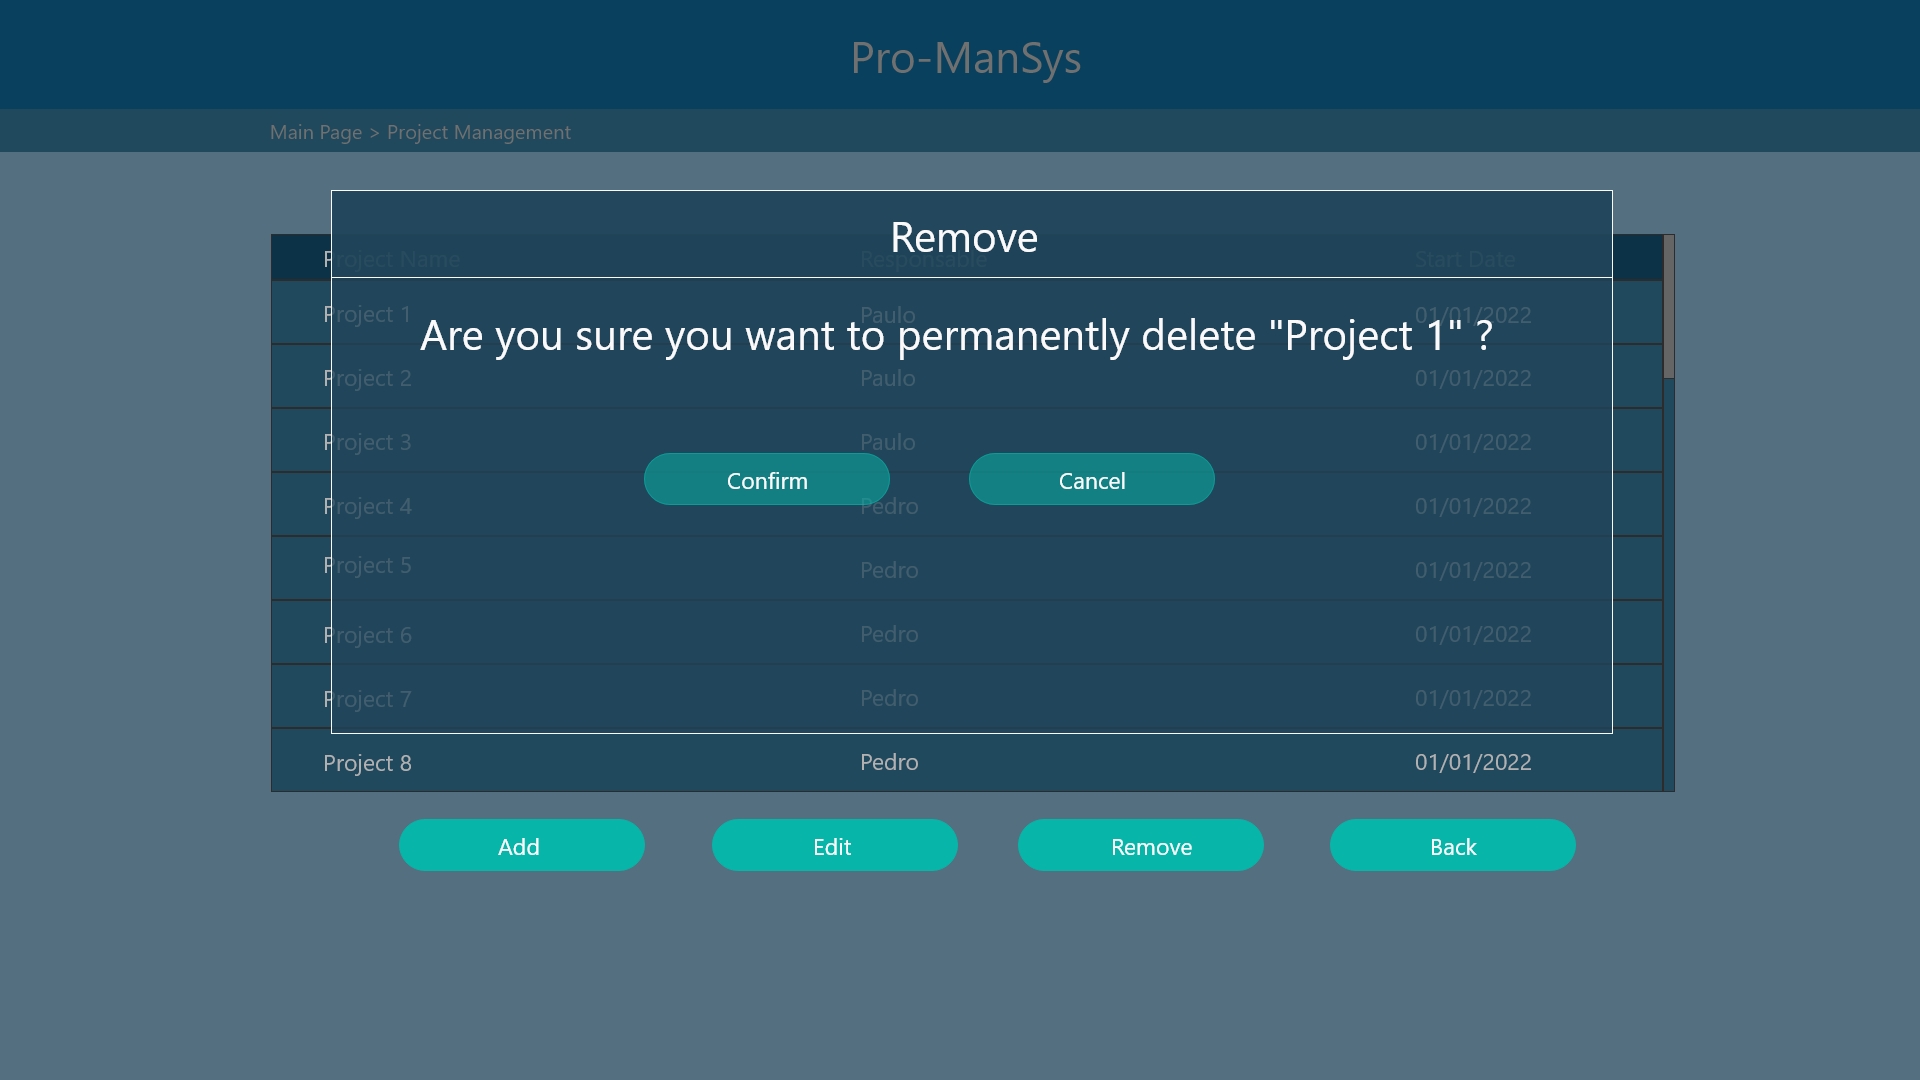 Pro-ManSys
Main Page > Project Management
Remove
Project Name Responsable Start Date
Project 1 Paulo 01/01/2022
Are you sure you want to permanently delete "Project 1" ?
Project 2 Paulo 01/01/2022
Project 3 Paulo 01/01/2022
Confirm Cancel
Project 4 Pedro 01/01/2022
Project 5 Pedro 01/01/2022
Project 6 Pedro 01/01/2022
Project 7 Pedro 01/01/2022
Project 8 Pedro 01/01/2022
Add Edit Remove Back